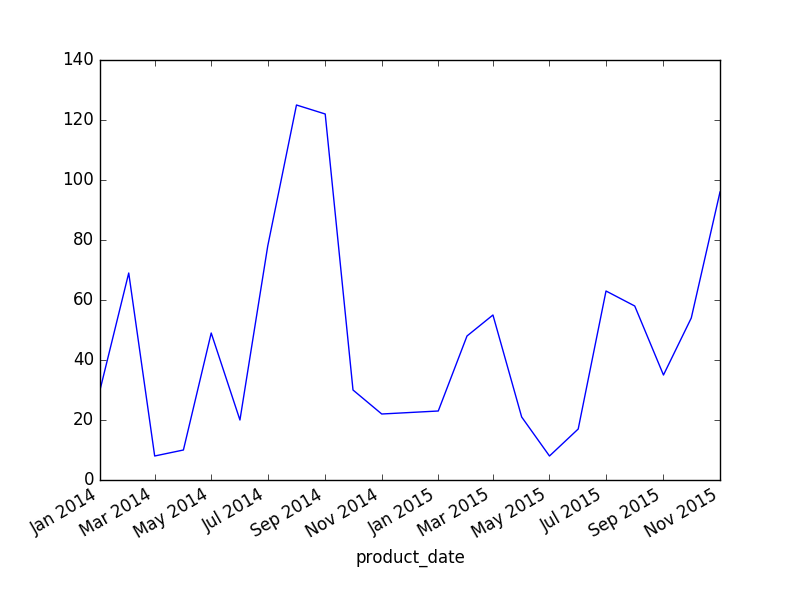 140
120
100
80
60
40
20
0
Jan 2014
Mar 2014
May 2014
Jul 2014
Sep 2014
Nov 2014
Jan 2015
Mar 2015
May 2015
Jul 2015
Sep 2015
Nov 2015
product_date